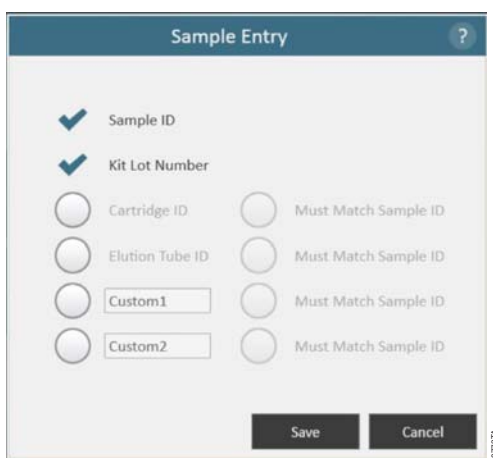 Sample Entry ?
Sample ID
Kit Lot Number
Cartridge ID Must Match Sample ID
Elution Tube ID Must Match Sample ID
Custom1 Must Match Sample ID
Custom2 Must Match Sample ID
Save Cancel